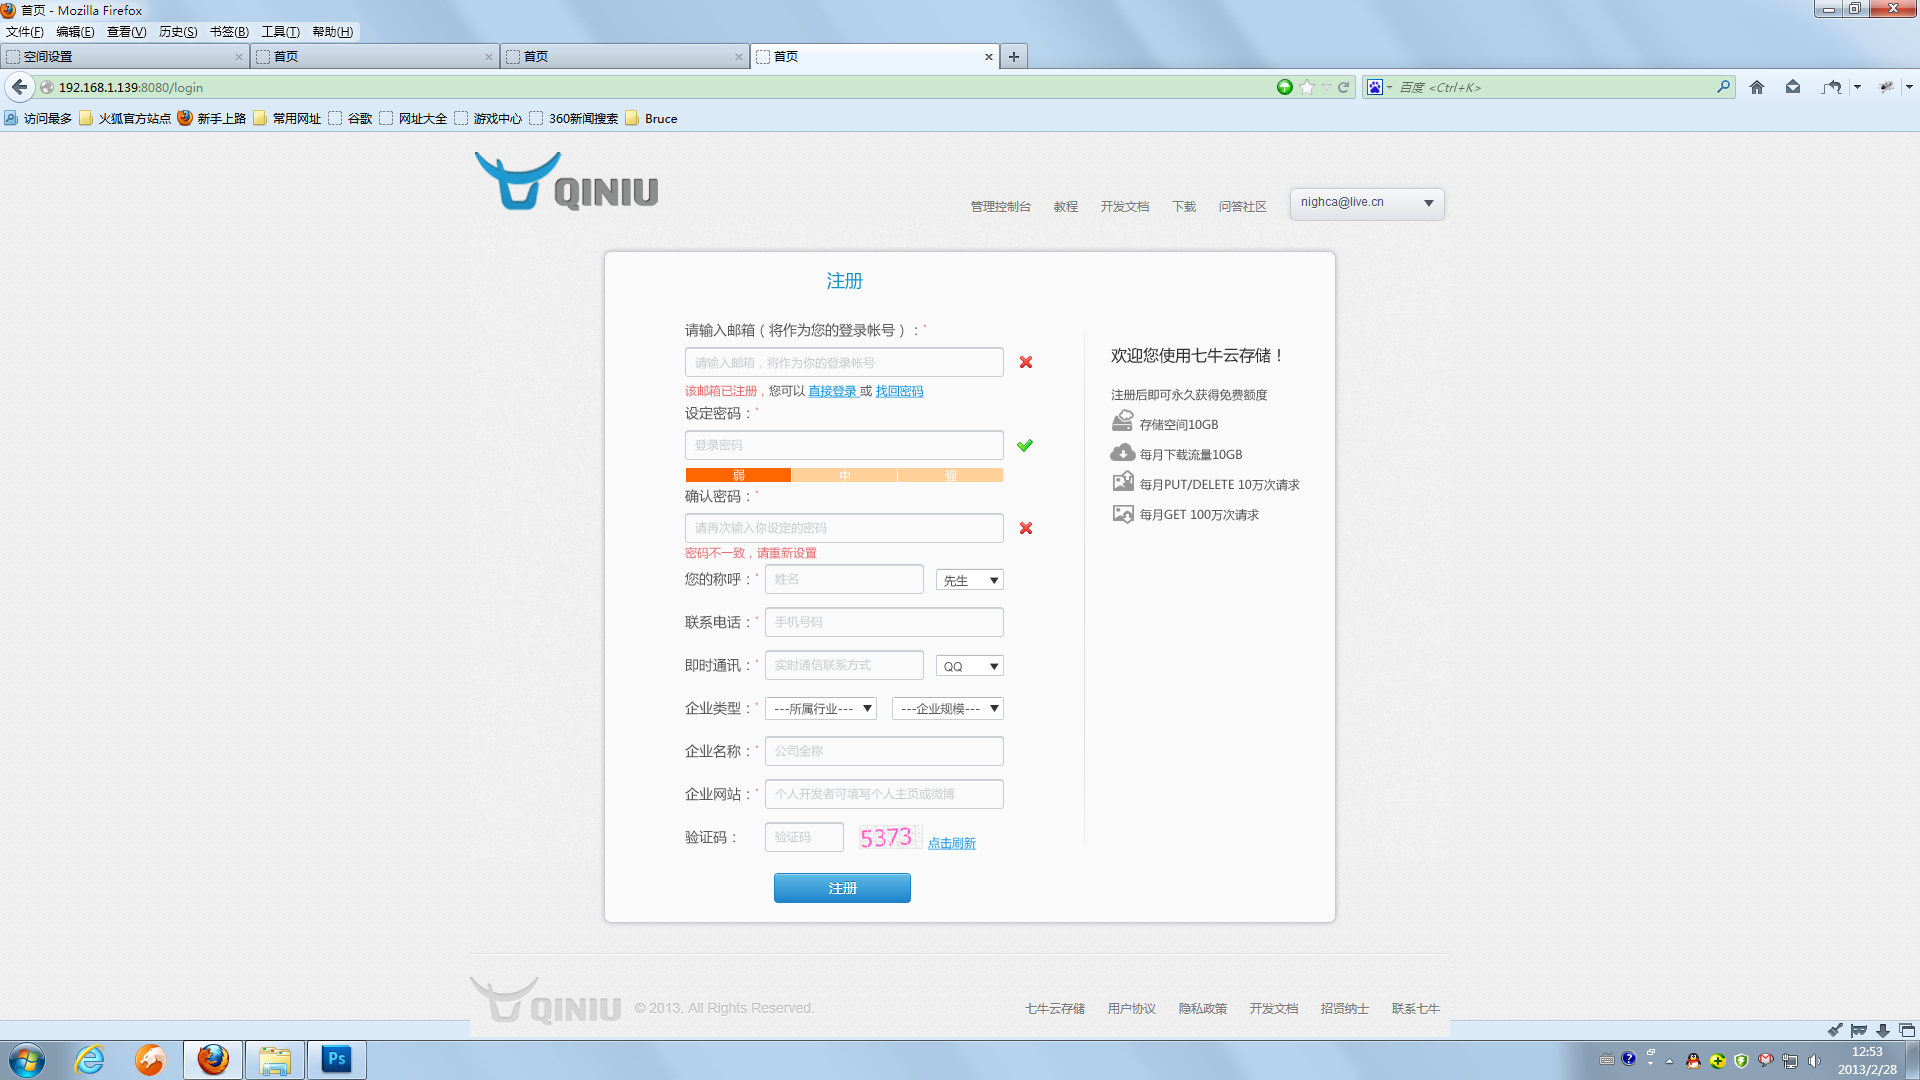 首页 - Mozilla Firefox
文件(F) 编辑(E) 查看(V) 历史(S) 书签(B) 工具(T) 帮助(H)
空间设置 首页 首页 首页
192.168.1.139:8080/login 百度 <Ctrl+K>
访问最多 火狐官方站点 新手上路 常用网址 谷歌 网址大全 游戏中心 360新闻搜索 Bruce
QINIU
管理控制台 教程 开发文档 下载 问答社区 nighca@live.cn
注册
请输入邮箱（将作为您的登录帐号）：*
请输入邮箱，将作为你的登录帐号
该邮箱已注册，您可以 直接登录 或 找回密码
设定密码：*
登录密码
弱 中 强
确认密码：*
请再次输入你设定的密码
密码不一致，请重新设置
您的称呼：* 姓名 先生
联系电话：* 手机号码
即时通讯：* 实时通信联系方式 QQ
企业类型：* ---所属行业--- ---企业规模---
企业名称：* 公司全称
企业网站：* 个人开发者可填写个人主页或微博
验证码： 验证码 5373 点击刷新
注册
欢迎您使用七牛云存储！
注册后即可永久获得免费额度
存储空间10GB
每月下载流量10GB
每月PUT/DELETE 10万次请求
每月GET 100万次请求
QINIU © 2013. All Rights Reserved.
七牛云存储 用户协议 隐私政策 开发文档 招贤纳士 联系七牛
Ps
12:53
2013/2/28